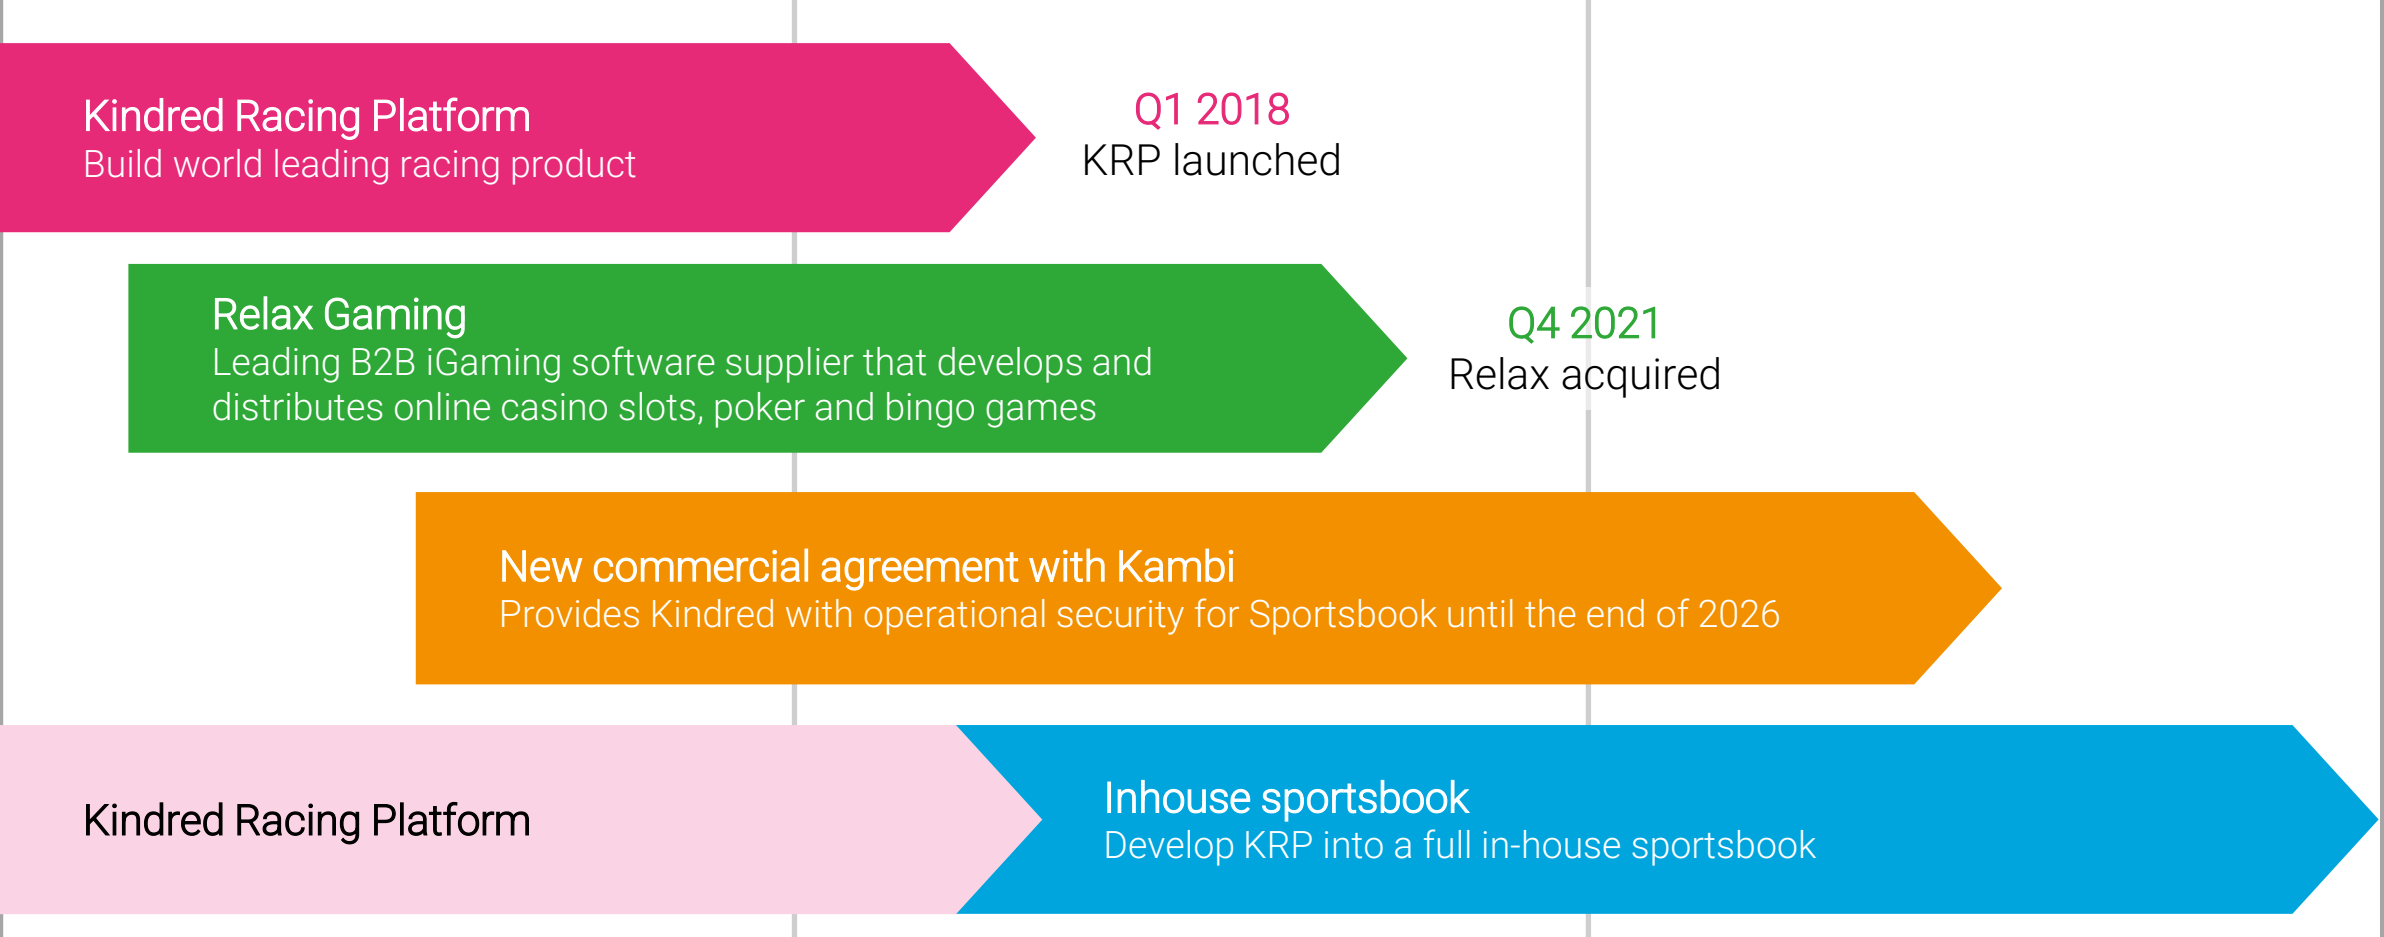 Kindred Racing Platform
Build world leading racing product
Q1 2018
KRP launched
Relax Gaming
Leading B2B iGaming software supplier that develops and
distributes online casino slots, poker and bingo games
Q4 2021
Relax acquired
New commercial agreement with Kambi
Provides Kindred with operational security for Sportsbook until the end of 2026
Kindred Racing Platform
Inhouse sportsbook
Develop KRP into a full in-house sportsbook